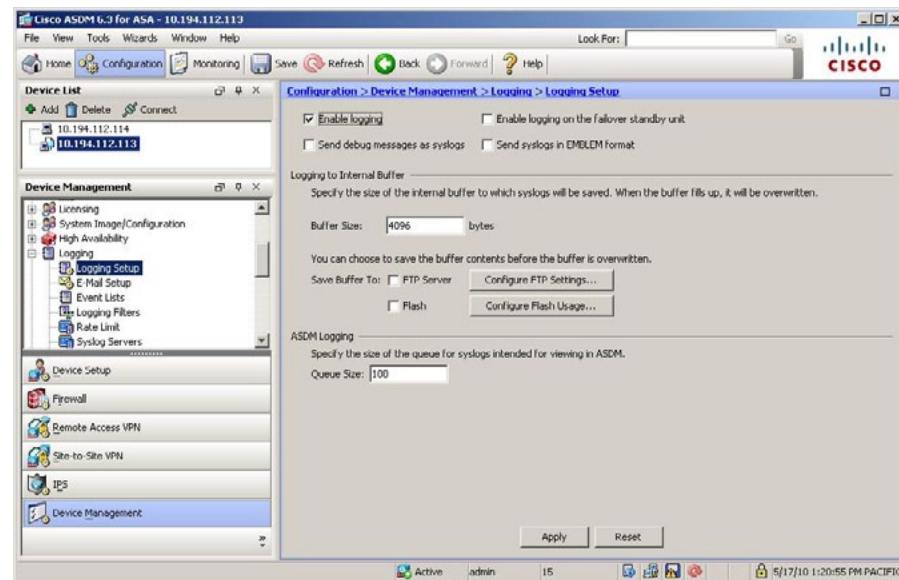 Cisco ASDM 6.3 for ASA - 10.194.112.113
File View Tools Wizards Window Help Look For: Go
Home Configuration Monitoring Save Refresh Back Forward Help
CISCO
Device List
Add Delete Connect
10.194.112.114
10.194.112.113
Device Management
Licensing
System Image/Configuration
High Availability
Logging
Logging Setup
E-Mail Setup
Event Lists
Logging Filters
Rate Limit
Syslog Servers
Device Setup
Firewall
Remote Access VPN
Site-to-Site VPN
IPS
Device Management
Configuration > Device Management > Logging > Logging Setup
Enable logging Enable logging on the failover standby unit
Send debug messages as syslogs Send syslogs in EMBLEM format
Logging to Internal Buffer
Specify the size of the internal buffer to which syslogs will be saved. When the buffer fills up, it will be overwritten.
Buffer Size: 4096 bytes
You can choose to save the buffer contents before the buffer is overwritten.
Save Buffer To: FTP Server Configure FTP Settings...
Flash Configure Flash Usage...
ASDM Logging
Specify the size of the queue for syslogs intended for viewing in ASDM.
Queue Size: 100
Apply Reset
Active admin 15 5/17/10 1:20:55 PM PACIFIC